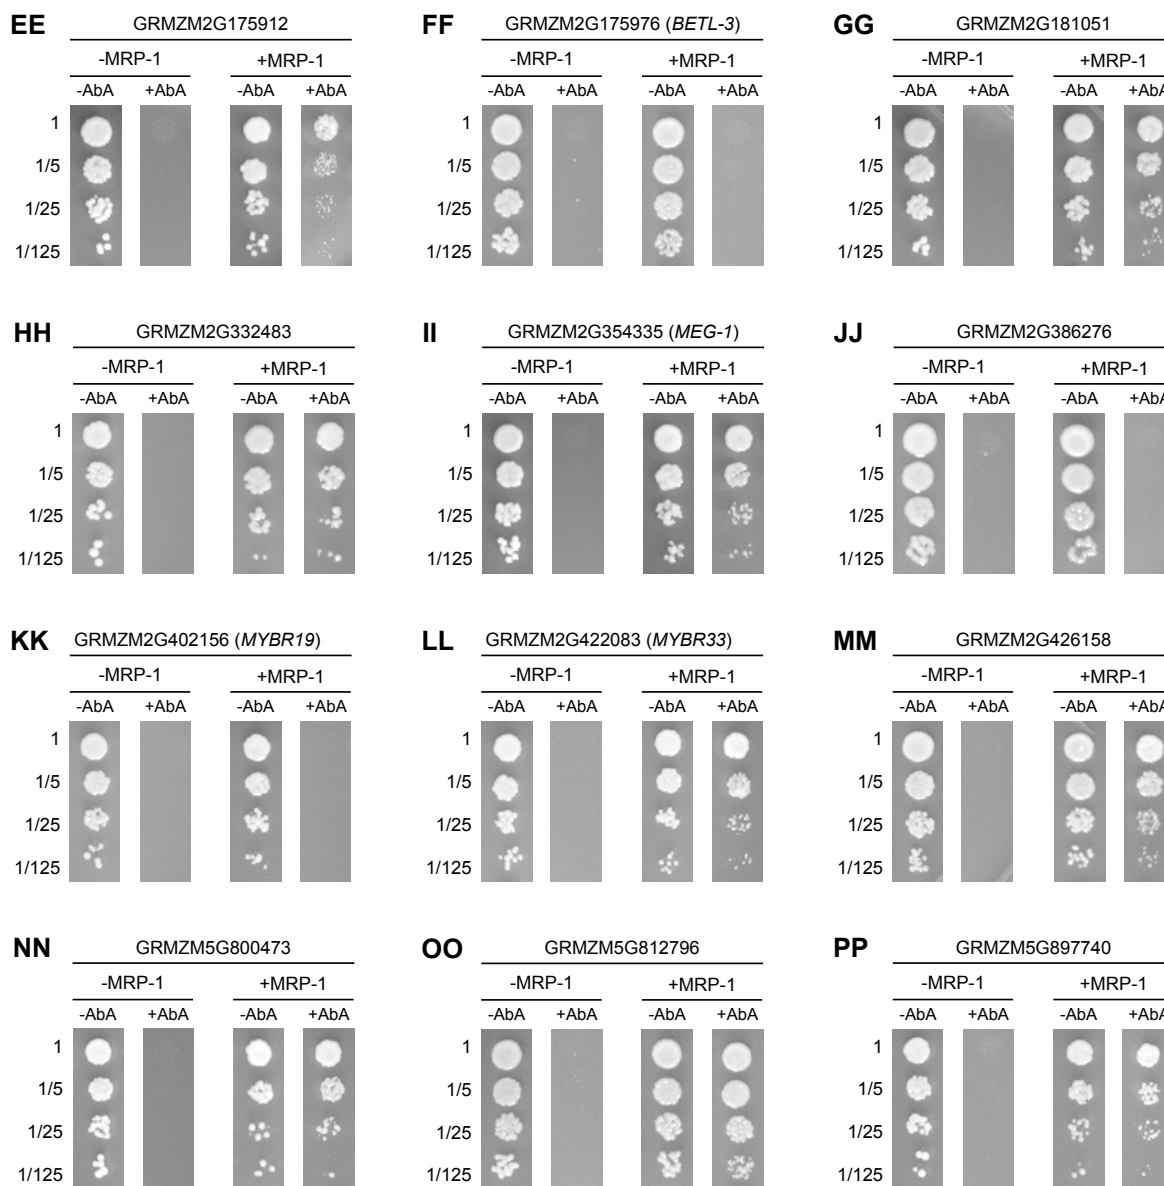 EE GRMZM2G175912 FF GRMZM2G175976 (BETL-3) GG GRMZM2G181051
-MRP-1 +MRP-1 -MRP-1 +MRP-1 -MRP-1 +MRP-1
-AbA +AbA -AbA +AbA -AbA +AbA -AbA +AbA -AbA +AbA -AbA +AbA
1 1 1
1/5 1/5 1/5
1/25 1/25 1/25
1/125 1/125 1/125
HH GRMZM2G332483 II GRMZM2G354335 (MEG-1) JJ GRMZM2G386276
-MRP-1 +MRP-1 -MRP-1 +MRP-1 -MRP-1 +MRP-1
-AbA +AbA -AbA +AbA -AbA +AbA -AbA +AbA -AbA +AbA -AbA +AbA
1 1 1
1/5 1/5 1/5
1/25 1/25 1/25
1/125 1/125 1/125
KK GRMZM2G402156 (MYBR19) LL GRMZM2G422083 (MYBR33) MM GRMZM2G426158
-MRP-1 +MRP-1 -MRP-1 +MRP-1 -MRP-1 +MRP-1
-AbA +AbA -AbA +AbA -AbA +AbA -AbA +AbA -AbA +AbA -AbA +AbA
1 1 1
1/5 1/5 1/5
1/25 1/25 1/25
1/125 1/125 1/125
NN GRMZM5G800473 OO GRMZM5G812796 PP GRMZM5G897740
-MRP-1 +MRP-1 -MRP-1 +MRP-1 -MRP-1 +MRP-1
-AbA +AbA -AbA +AbA -AbA +AbA -AbA +AbA -AbA +AbA -AbA +AbA
1 1 1
1/5 1/5 1/5
1/25 1/25 1/25
1/125 1/125 1/125